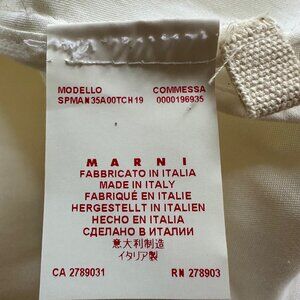 MODELLO COMMESSA
SPMAN35A00TCH19 0000196935
MARNI
FABBRICATO IN ITALIA
MADE IN ITALY
FABRIQUÉ EN ITALIE
HERGESTELLT IN ITALIEN
HECHO EN ITALIA
СДЕЛАНО В ИТАЛИИ
意大利制造
イタリア製
CA 2789031 RN 278903